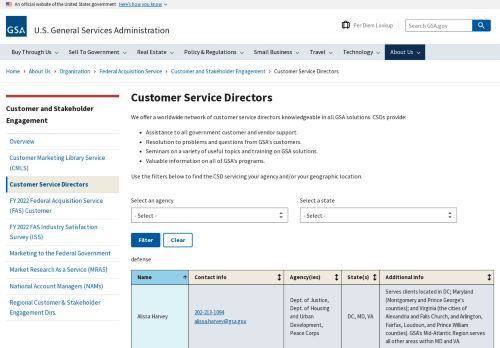 An official website of the United States government Here's how you know
GSA U.S. General Services Administration
Per Diem Lookup
Search GSA.gov
Buy Through Us Sell To Government Real Estate Policy & Regulations Small Business Travel Technology About Us
Home › About Us › Organization › Federal Acquisition Service › Customer and Stakeholder Engagement › Customer Service Directors
Customer and Stakeholder
Engagement
Overview
Customer Marketing Library Service
(CMLS)
Customer Service Directors
FY 2022 Federal Acquisition Service
(FAS) Customer
FY 2022 FAS Industry Satisfaction
Survey (ISS)
Marketing to the Federal Government
Market Research As a Service (MRAS)
National Account Managers (NAMs)
Regional Customer & Stakeholder
Engagement Dirs.
Customer Service Directors
We offer a worldwide network of customer service directors knowledgeable in all GSA solutions. CSDs provide:
• Assistance to all government customer and vendor support.
• Resolution to problems and questions from GSA's customers.
• Seminars on a variety of useful topics and training on GSA solutions.
• Valuable information on all of GSA's programs.
Use the filters below to find the CSD servicing your agency and/or your geographic location.
Select an agency
- Select -
Select a state
- Select -
Filter Clear
defense
Name Contact info Agency(ies) State(s) Additional info
Alissa Harvey
202-213-1094
alissa.harvey@gsa.gov
Dept. of Justice,
Dept. of Housing
and Urban
Development,
Peace Corps
DC, MD, VA
Serves clients located in DC; Maryland
(Montgomery and Prince George's
counties); and Virginia (the cities of
Alexandria and Falls Church, and Arlington,
Fairfax, Loudoun, and Prince William
counties). GSA's Mid-Atlantic Region serves
all other areas within MD and VA